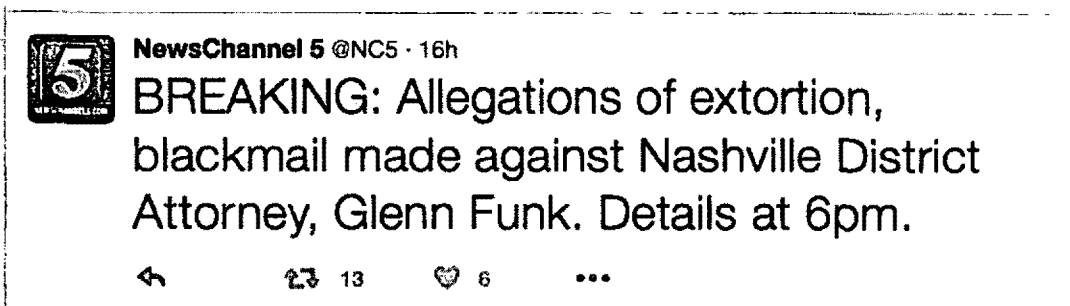 NewsChannel 5 @NC5 · 16h
BREAKING: Allegations of extortion,
blackmail made against Nashville District
Attorney, Glenn Funk. Details at 6pm.
5
13 6